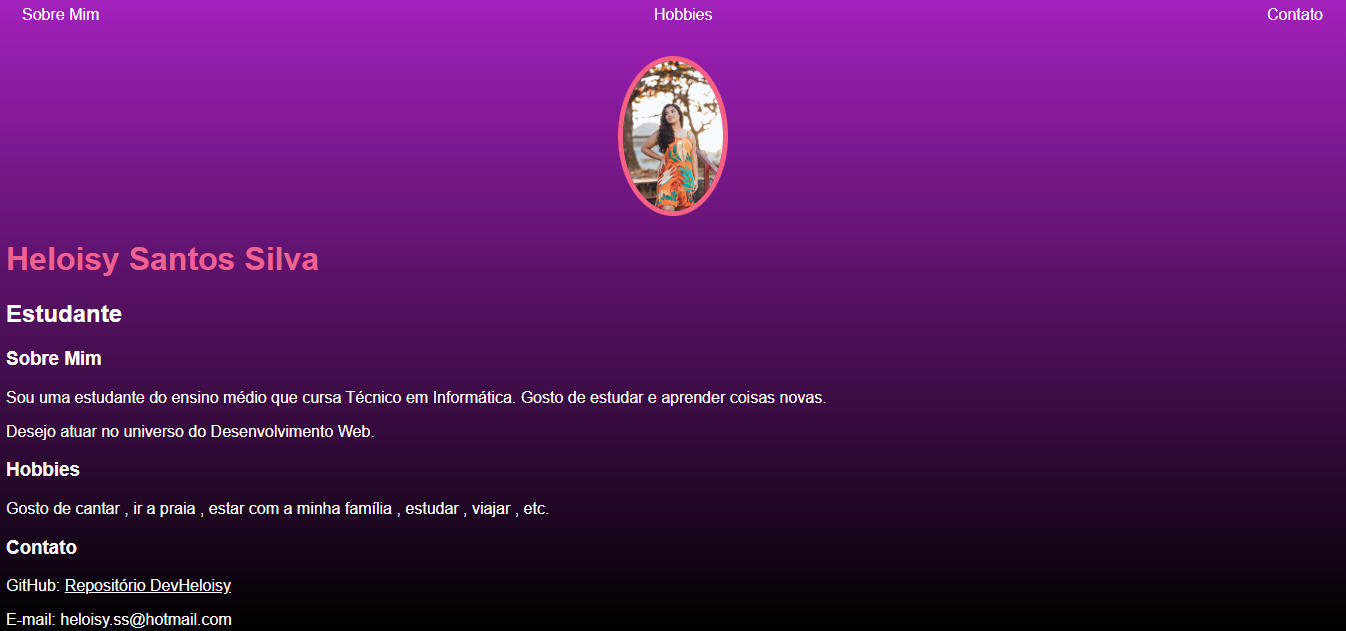 Sobre Mim Hobbies Contato
Heloisy Santos Silva
Estudante
Sobre Mim
Sou uma estudante do ensino médio que cursa Técnico em Informática. Gosto de estudar e aprender coisas novas.
Desejo atuar no universo do Desenvolvimento Web.
Hobbies
Gosto de cantar , ir a praia , estar com a minha família , estudar , viajar , etc.
Contato
GitHub: Repositório DevHeloisy
E-mail: heloisy.ss@hotmail.com